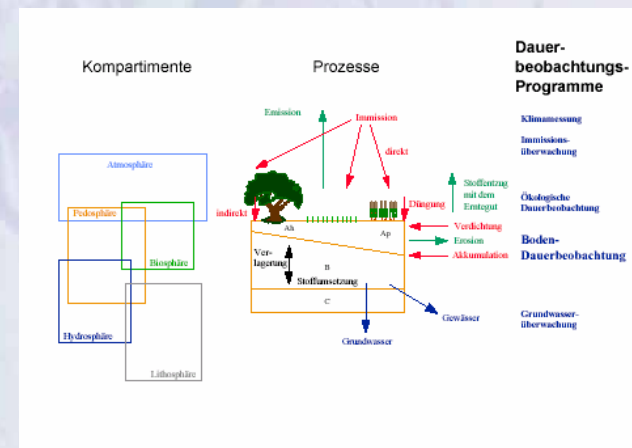 Kompartimente
Prozesse
Dauer-
beobachtungs-
Programme
Emission
Immission
direkt
indirekt
Düngung
Stoffentzug
mit dem
Erntegut
Verdichtung
Erosion
Akkumulation
Ah
Ap
Ver-
lagerung
B
Stoffumsetzung
C
Grundwasser
Gewässer
Atmosphäre
Pedosphäre
Biosphäre
Hydrosphäre
Lithosphäre
Klimamessung
Immissions-
überwachung
Ökologische
Dauerbeobachtung
Boden-
Dauerbeobachtung
Grundwasser-
überwachung